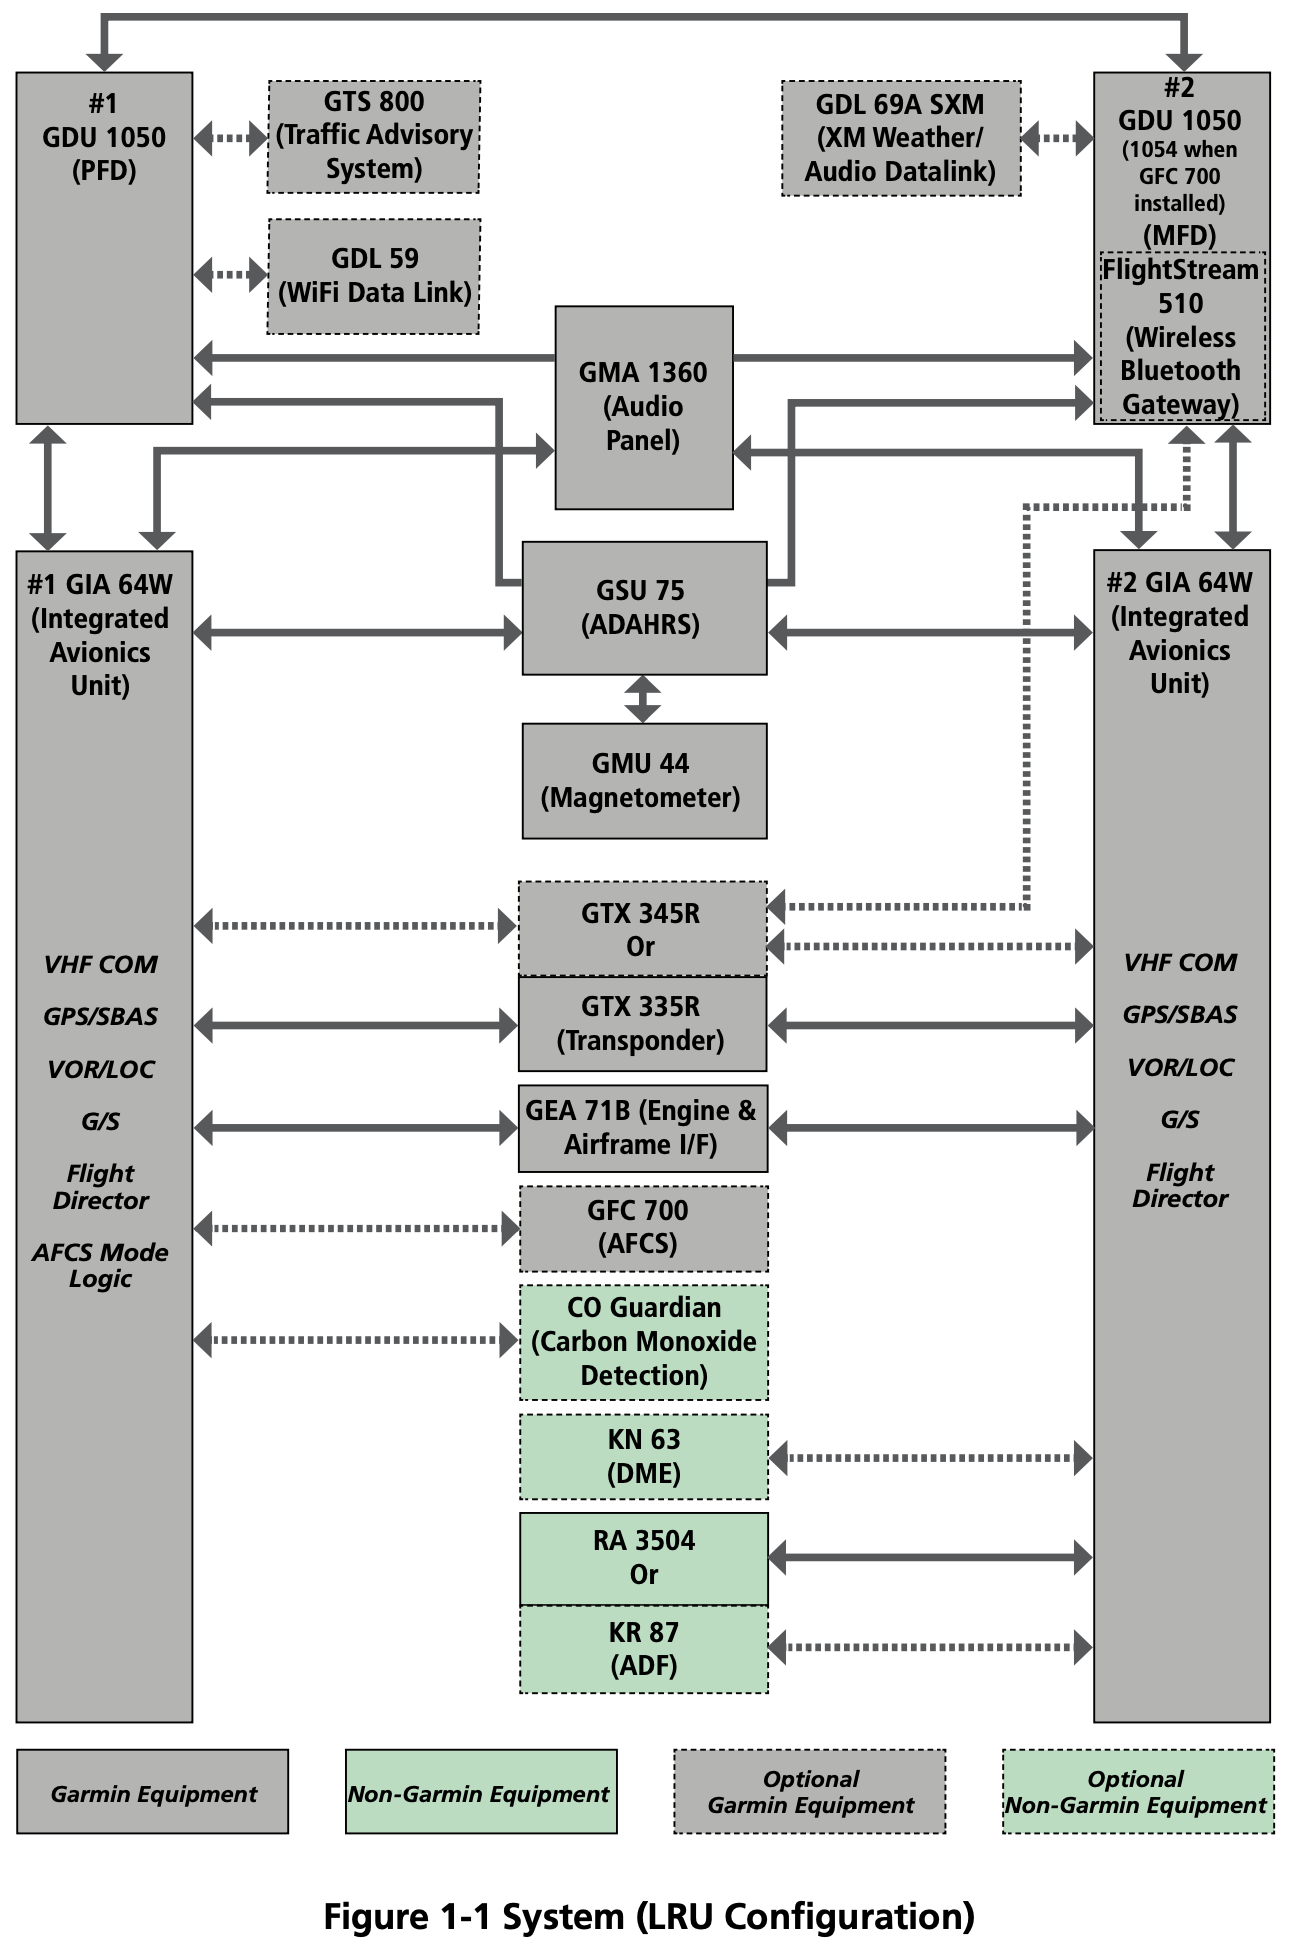 #1
GDU 1050
(PFD)
GTS 800
(Traffic Advisory
System)
GDL 59
(WiFi Data Link)
GDL 69A SXM
(XM Weather/
Audio Datalink)
#2
GDU 1050
(1054 when
GFC 700
installed)
(MFD)
FlightStream
510
(Wireless
Bluetooth
Gateway)
GMA 1360
(Audio
Panel)
#1 GIA 64W
(Integrated
Avionics
Unit)
VHF COM
GPS/SBAS
VOR/LOC
G/S
Flight
Director
AFCS Mode
Logic
GSU 75
(ADAHRS)
GMU 44
(Magnetometer)
GTX 345R
Or
GTX 335R
(Transponder)
GEA 71B (Engine &
Airframe I/F)
GFC 700
(AFCS)
CO Guardian
(Carbon Monoxide
Detection)
KN 63
(DME)
RA 3504
Or
KR 87
(ADF)
#2 GIA 64W
(Integrated
Avionics
Unit)
VHF COM
GPS/SBAS
VOR/LOC
G/S
Flight
Director
Garmin Equipment
Non-Garmin Equipment
Optional
Garmin Equipment
Optional
Non-Garmin Equipment
Figure 1-1 System (LRU Configuration)